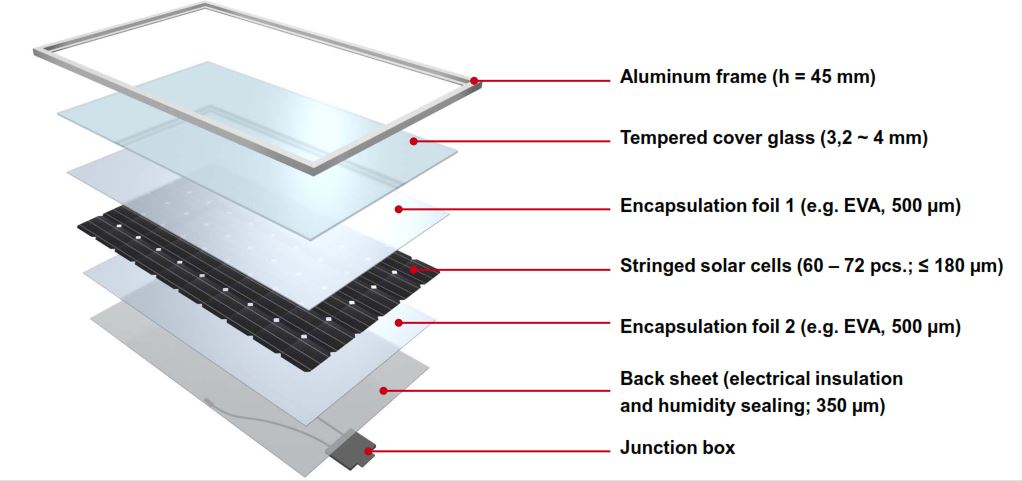 Aluminum frame (h = 45 mm)
Tempered cover glass (3,2 ~ 4 mm)
Encapsulation foil 1 (e.g. EVA, 500 µm)
Stringed solar cells (60 – 72 pcs.; ≤ 180 µm)
Encapsulation foil 2 (e.g. EVA, 500 µm)
Back sheet (electrical insulation
and humidity sealing; 350 µm)
Junction box